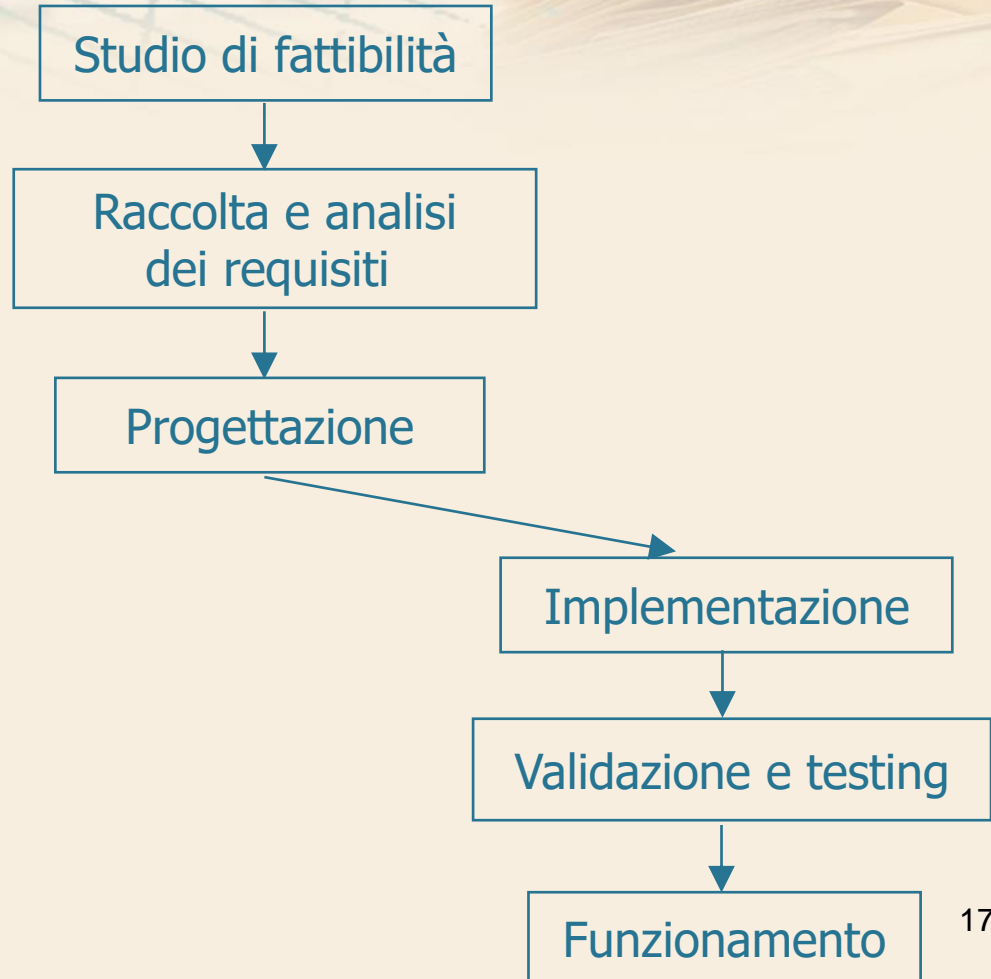 Studio di fattibilità
Raccolta e analisi
dei requisiti
Progettazione
Implementazione
Validazione e testing
Funzionamento
17